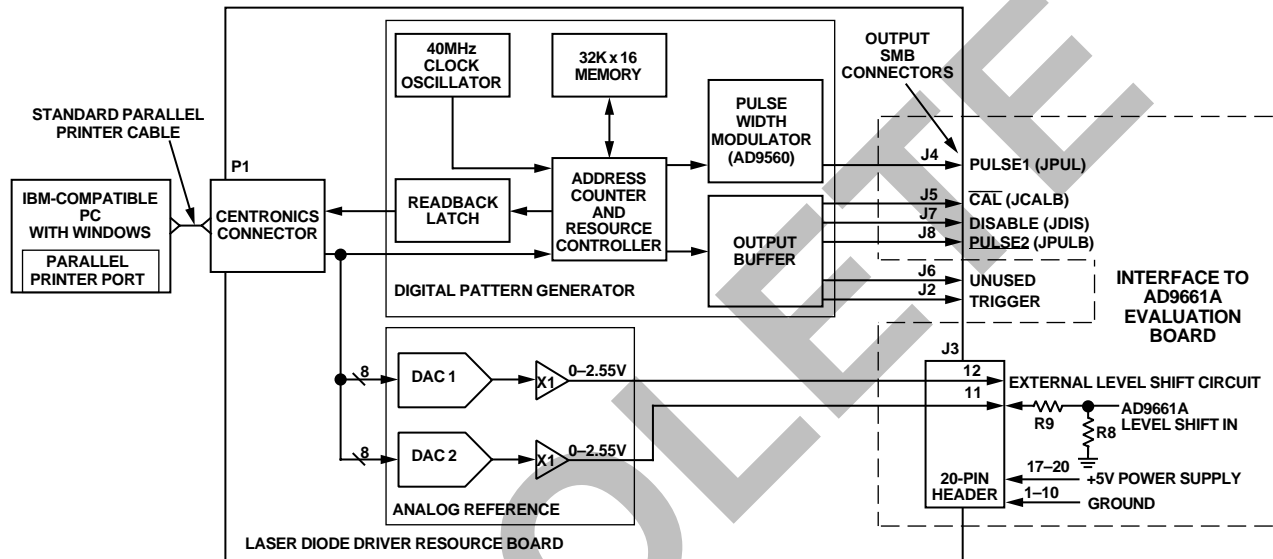 40MHz
CLOCK
OSCILLATOR
32K x 16
MEMORY
PULSE
WIDTH
MODULATOR
(AD9560)
OUTPUT
SMB
CONNECTORS
STANDARD PARALLEL
PRINTER CABLE
P1
IBM-COMPATIBLE
PC
WITH WINDOWS
PARALLEL
PRINTER PORT
CENTRONICS
CONNECTOR
READBACK
LATCH
ADDRESS
COUNTER
AND
RESOURCE
CONTROLLER
OUTPUT
BUFFER
DIGITAL PATTERN GENERATOR
J4
PULSE1 (JPUL)
J5
CAL (JCALB)
J7
DISABLE (JDIS)
J8
PULSE2 (JPULB)
J6
UNUSED
J2
TRIGGER
INTERFACE TO
AD9661A
EVALUATION
BOARD
8
DAC 1
X1
0–2.55V
8
DAC 2
X1
0–2.55V
ANALOG REFERENCE
J3
12
EXTERNAL LEVEL SHIFT CIRCUIT
11
R9
R8
AD9661A
LEVEL SHIFT IN
17–20
+5V POWER SUPPLY
1–10
GROUND
20-PIN
HEADER
LASER DIODE DRIVER RESOURCE BOARD
OLETE